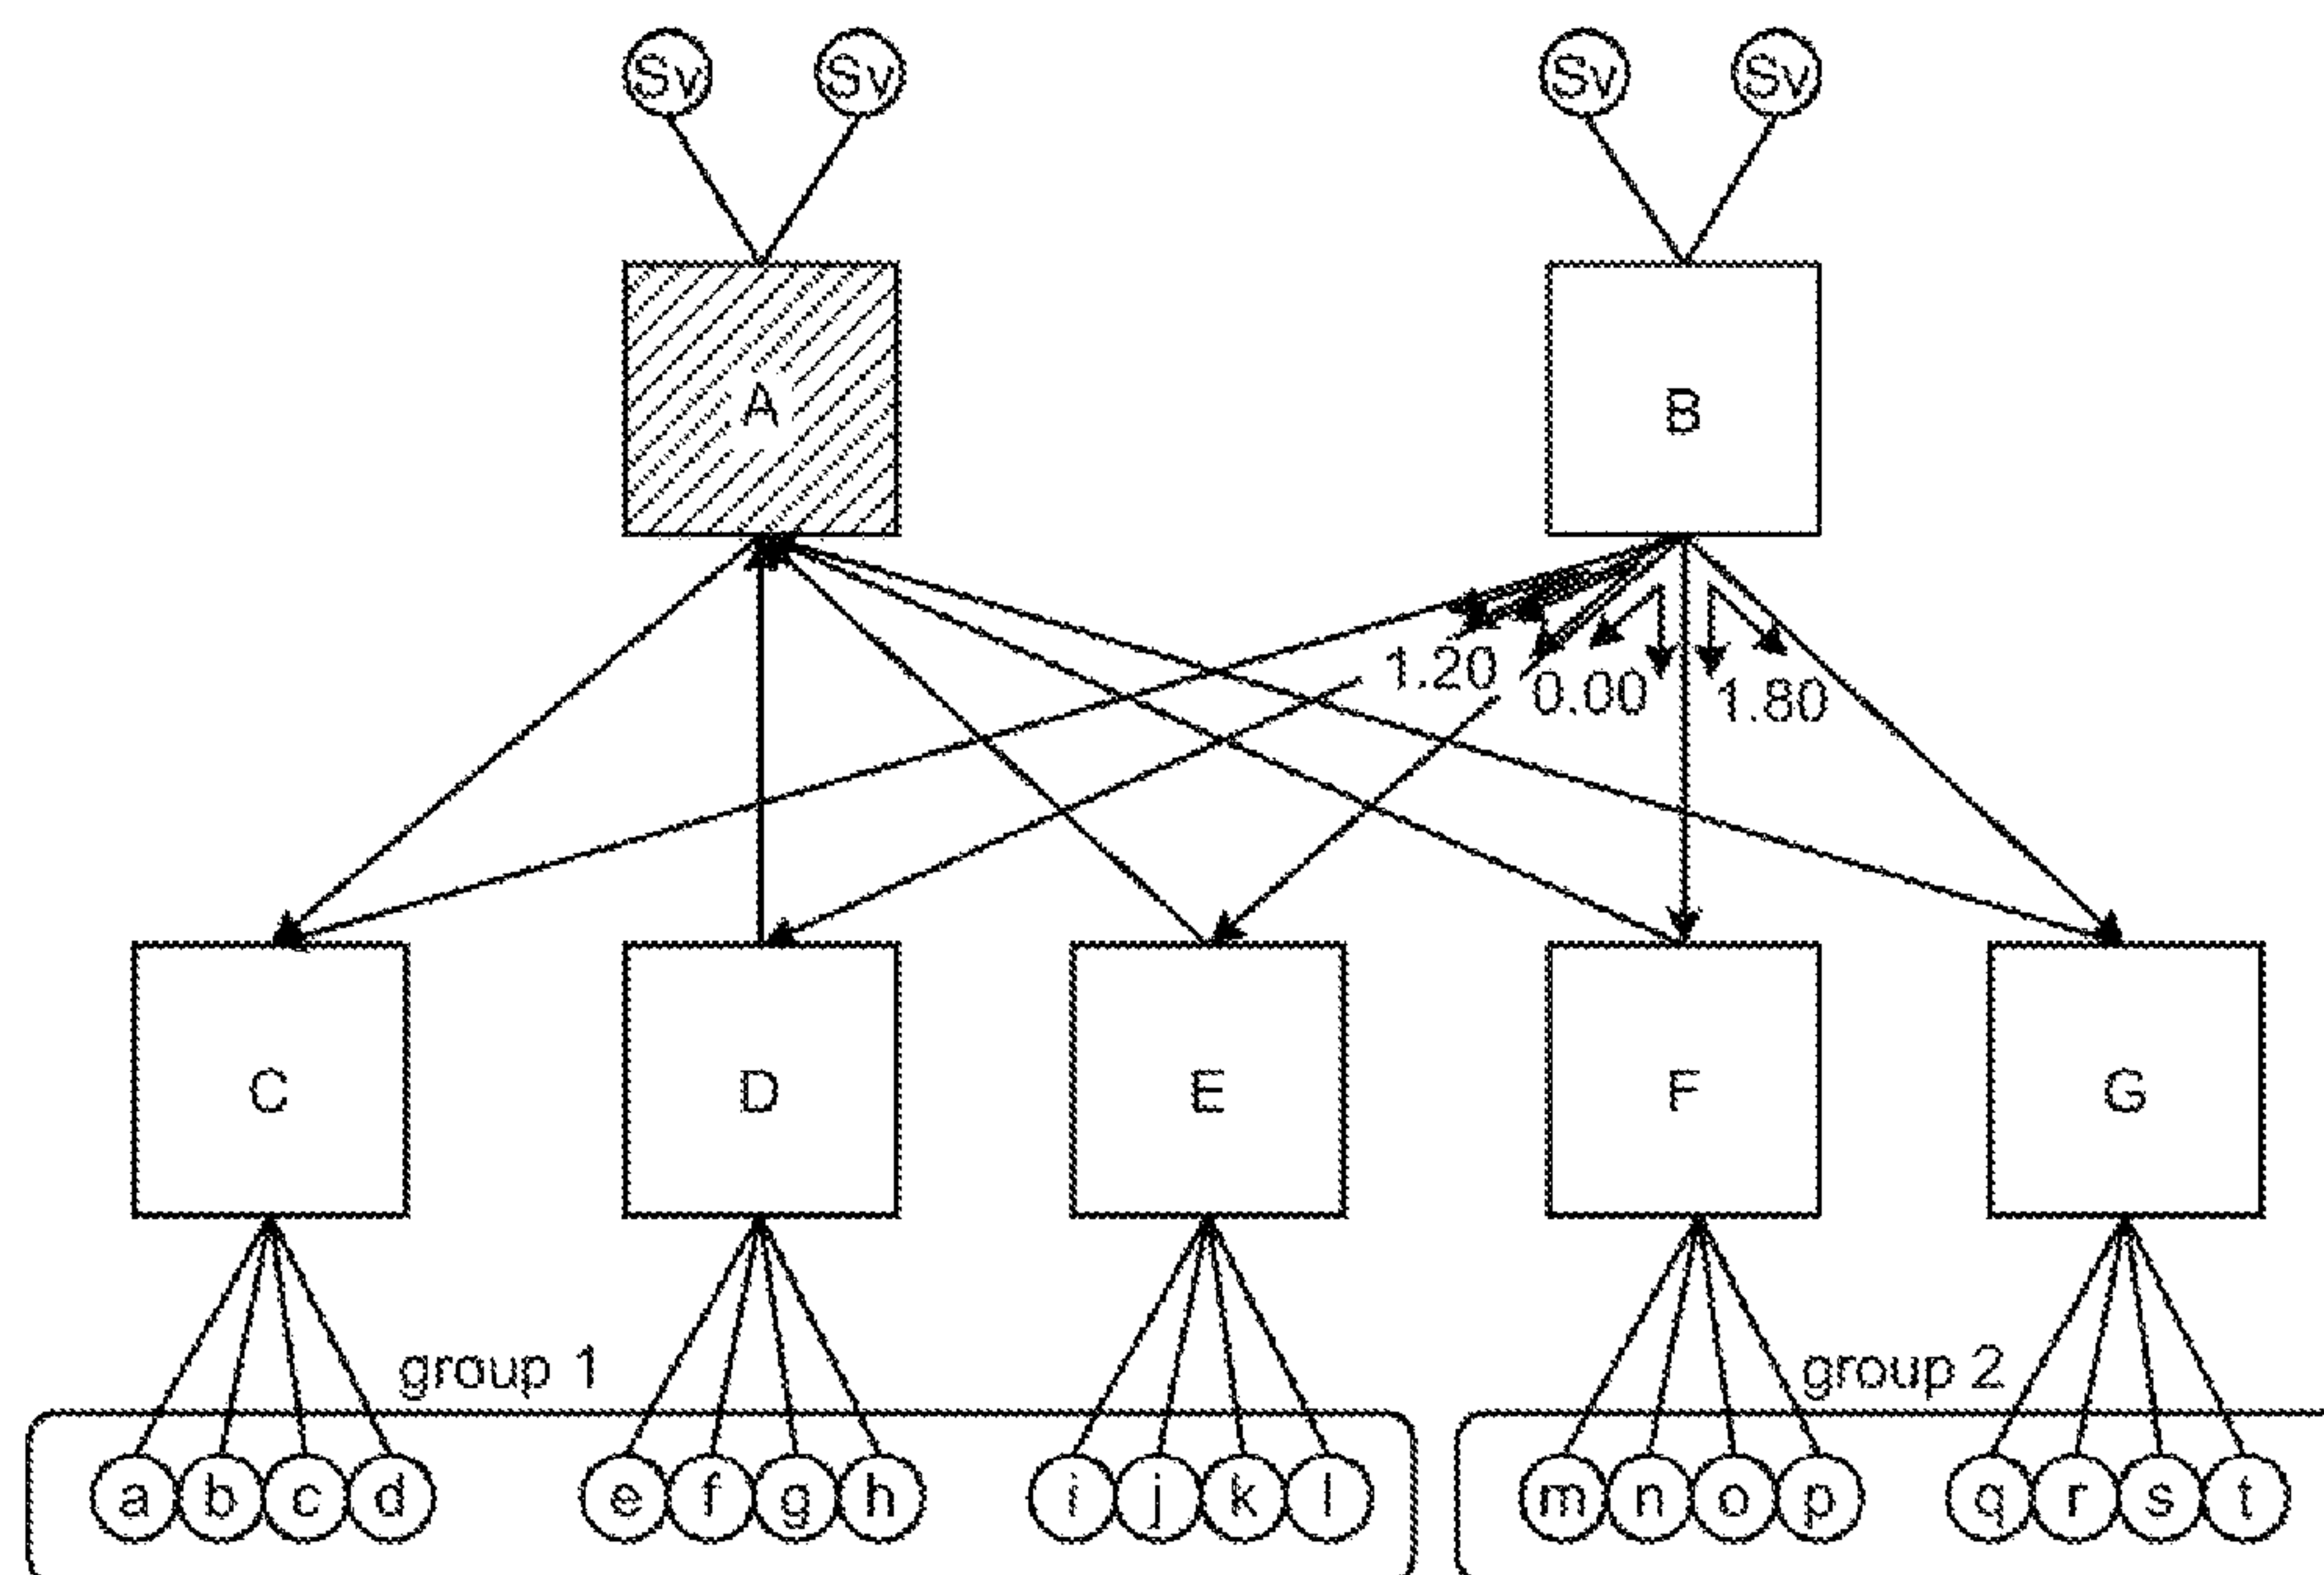 Sv Sv Sv Sv
A B
1.20 0.00 1.80
C D E F G
group 1 group 2
a b c d e f g h i j k l m n o p q r s t